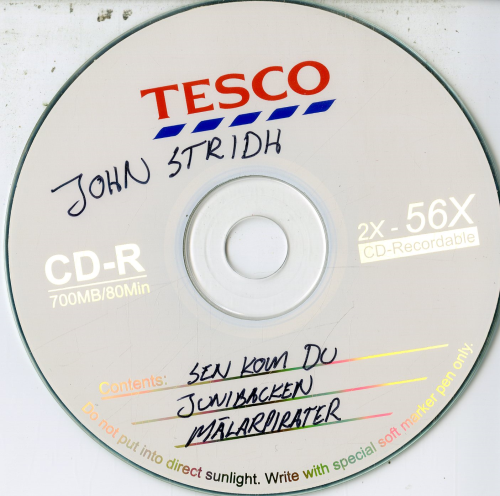 TESCO
JOHN STRIDH
2X - 56X
CD-Recordable
CD-R
700MB/80Min
Contents: SEN KOM DU
JUNIBACKEN
MÄLARPIRATER
Do not put into direct sunlight. Write with special soft marker pen only.